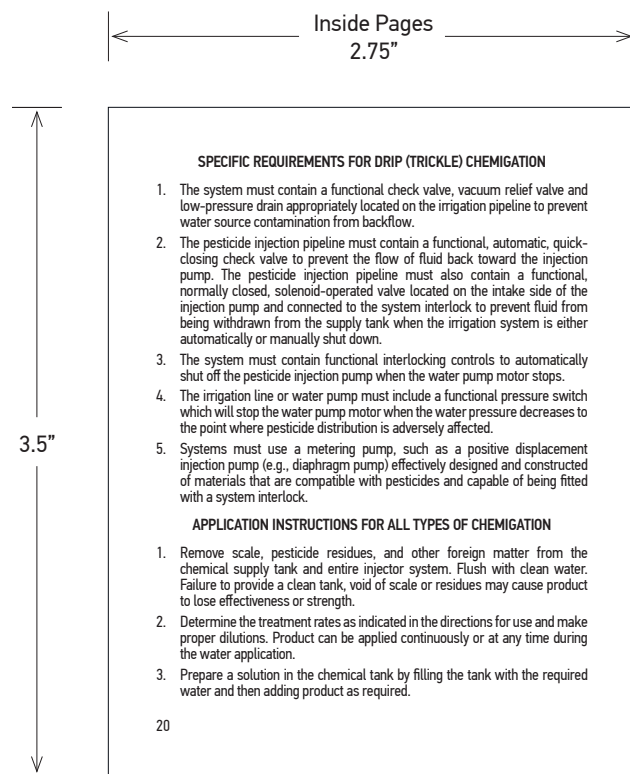 Inside Pages
2.75”
3.5”
SPECIFIC REQUIREMENTS FOR DRIP (TRICKLE) CHEMIGATION
1. The system must contain a functional check valve, vacuum relief valve and
low-pressure drain appropriately located on the irrigation pipeline to prevent
water source contamination from backflow.
2. The pesticide injection pipeline must contain a functional, automatic, quick-
closing check valve to prevent the flow of fluid back toward the injection
pump. The pesticide injection pipeline must also contain a functional,
normally closed, solenoid-operated valve located on the intake side of the
injection pump and connected to the system interlock to prevent fluid from
being withdrawn from the supply tank when the irrigation system is either
automatically or manually shut down.
3. The system must contain functional interlocking controls to automatically
shut off the pesticide injection pump when the water pump motor stops.
4. The irrigation line or water pump must include a functional pressure switch
which will stop the water pump motor when the water pressure decreases to
the point where pesticide distribution is adversely affected.
5. Systems must use a metering pump, such as a positive displacement
injection pump (e.g., diaphragm pump) effectively designed and constructed
of materials that are compatible with pesticides and capable of being fitted
with a system interlock.
APPLICATION INSTRUCTIONS FOR ALL TYPES OF CHEMIGATION
1. Remove scale, pesticide residues, and other foreign matter from the
chemical supply tank and entire injector system. Flush with clean water.
Failure to provide a clean tank, void of scale or residues may cause product
to lose effectiveness or strength.
2. Determine the treatment rates as indicated in the directions for use and make
proper dilutions. Product can be applied continuously or at any time during
the water application.
3. Prepare a solution in the chemical tank by filling the tank with the required
water and then adding product as required.
20